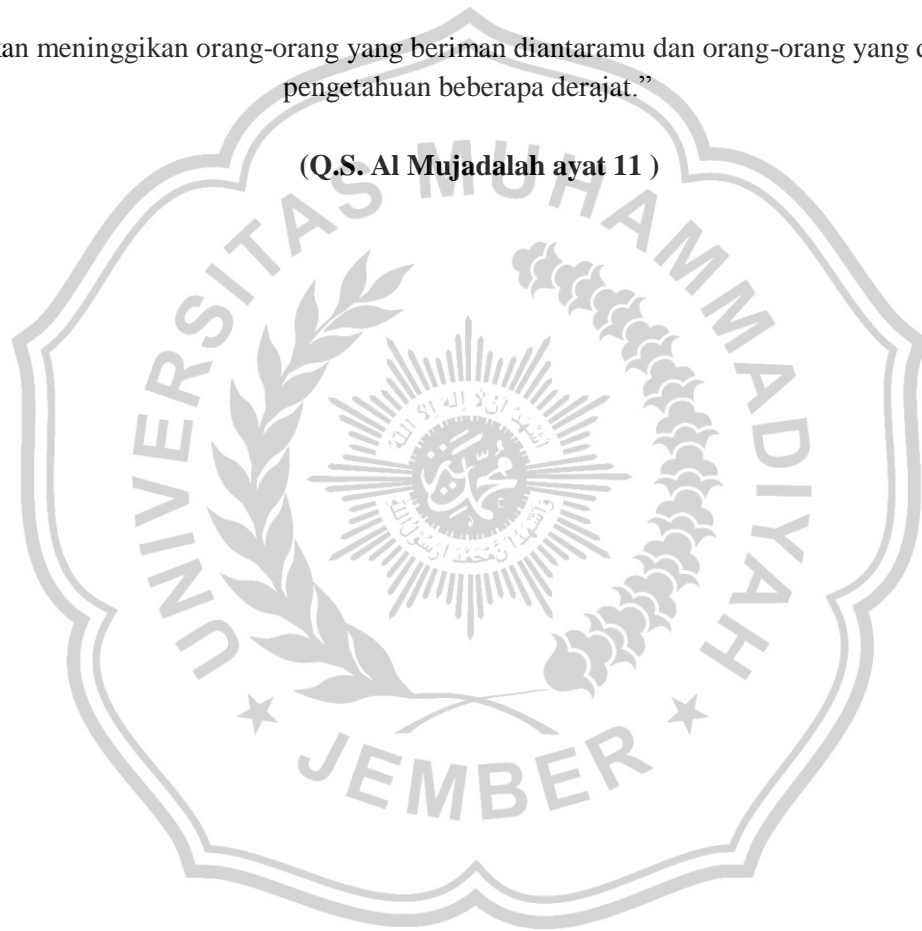 kan meninggikan orang-orang yang beriman diantaramu dan orang-orang yang
pengetahuan beberapa derajat.”
(Q.S. Al Mujadalah ayat 11 )
UNIVERSITAS MUHAMMADIYAH
JEMBER